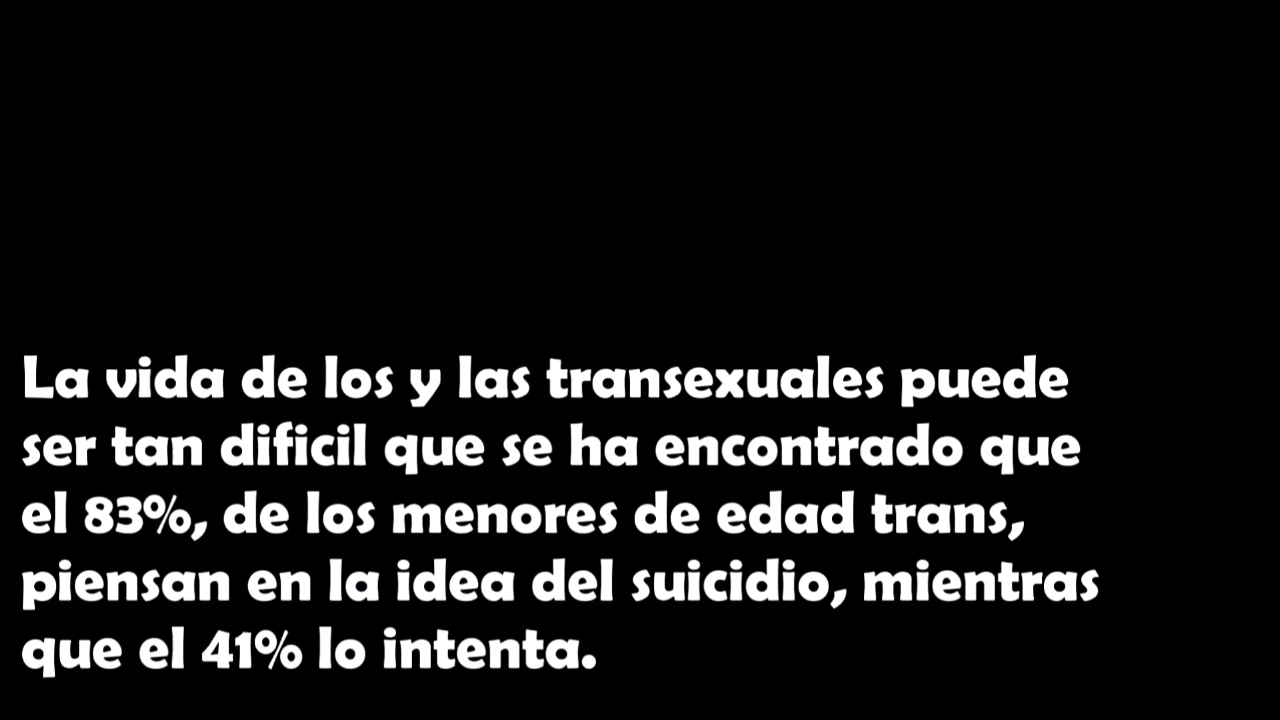 La vida de los y las transexuales puede
ser tan dificil que se ha encontrado que
el 83%, de los menores de edad trans,
piensan en la idea del suicidio, mientras
que el 41% lo intenta.